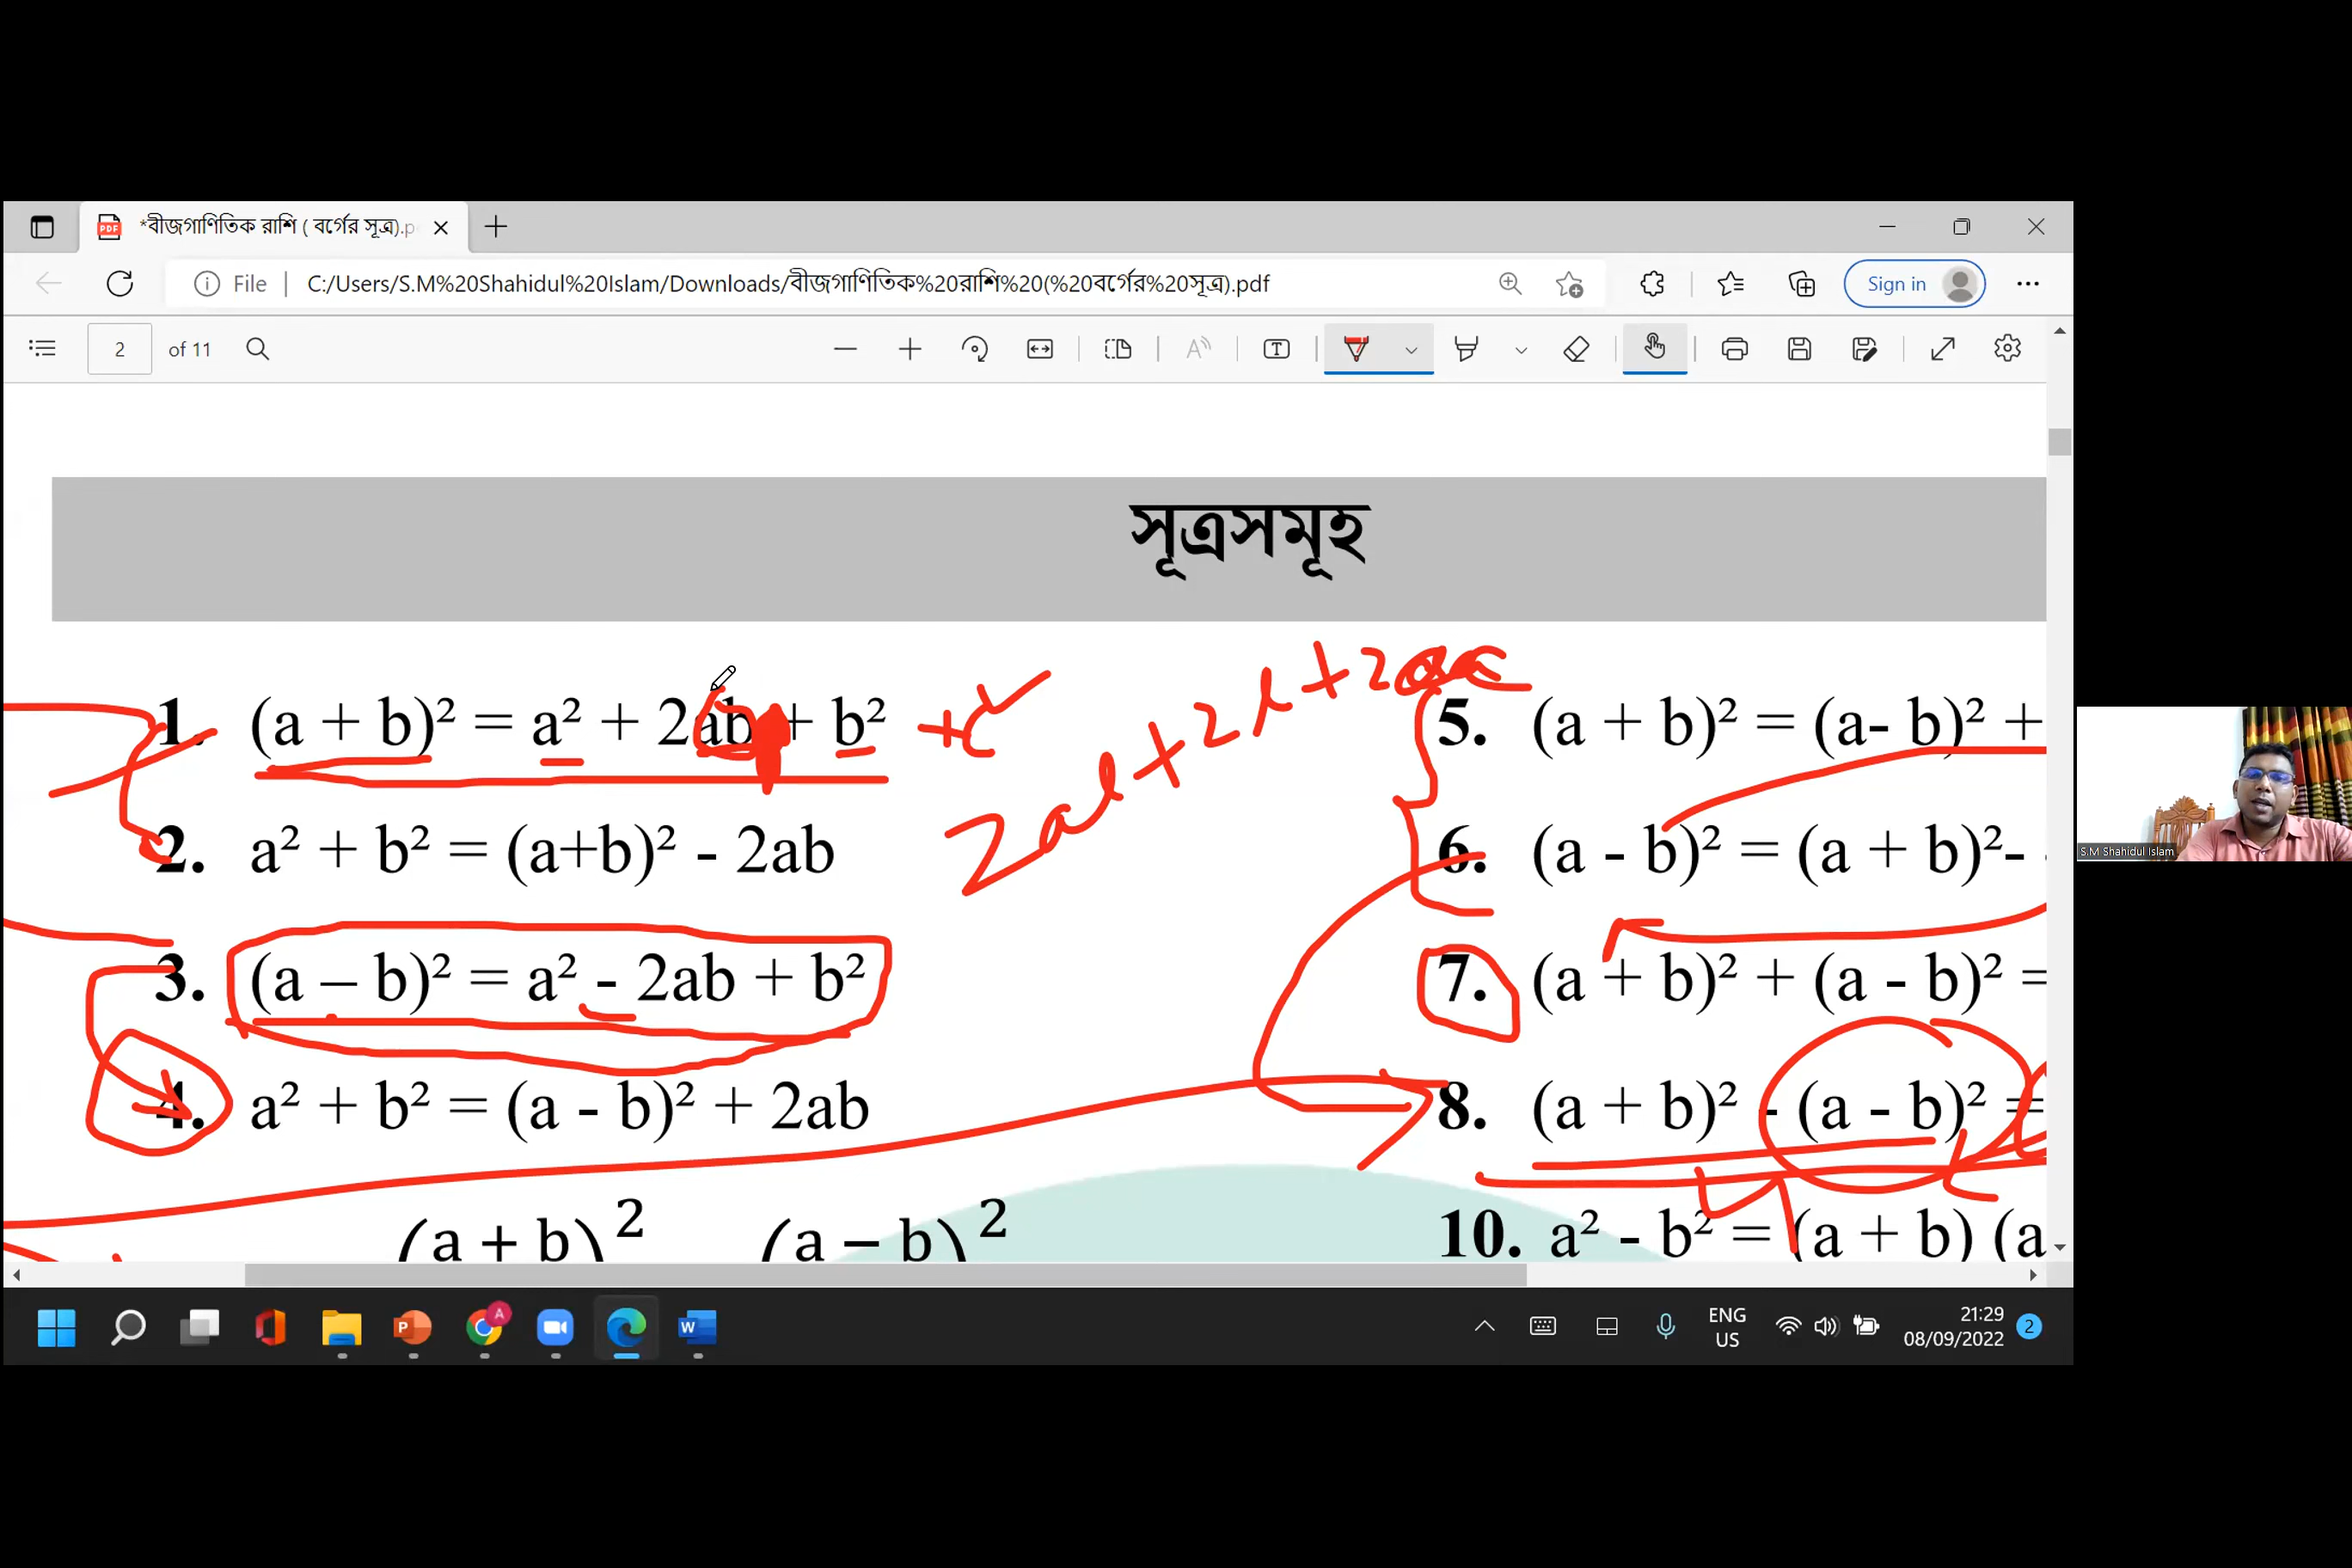 *বীজগাণিতিক রাশি ( বর্গের সূত্র).p
File
C:/Users/S.M%20Shahidul%20Islam/Downloads/বীজগাণিতিক%20রাশি%20(%20বর্গের%20সূত্র).pdf
Sign in
2 of 11
সূত্রসমূহ
1. (a + b)² = a² + 2ab + b²
2. a² + b² = (a+b)² - 2ab
3. (a – b)² = a² - 2ab + b²
4. a² + b² = (a - b)² + 2ab
(a + b)² (a – b)²
5. (a + b)² = (a- b)² +
6. (a - b)² = (a + b)²-
7. (a + b)² + (a - b)² =
8. (a + b)² - (a - b)² =
10. a² - b² = (a + b) (a
S.M Shahidul Islam
ENG
US
21:29
08/09/2022
2